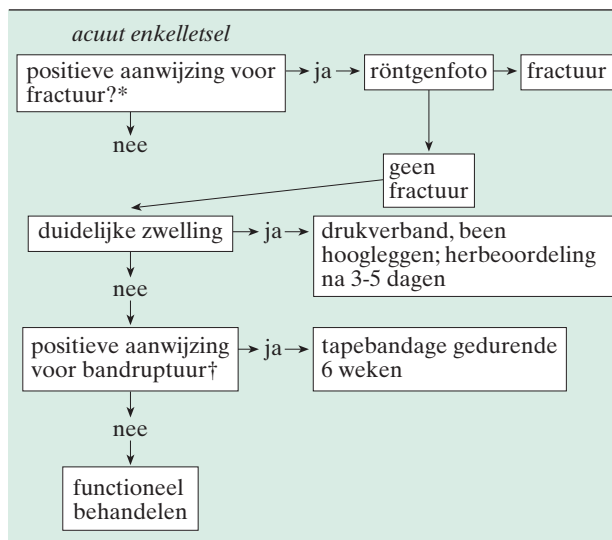 acuut enkelletsel
positieve aanwijzing voor
fractuur?*
ja
röntgenfoto
fractuur
nee
geen
fractuur
duidelijke zwelling
ja
drukverband, been
hoogleggen; herbeoordeling
na 3-5 dagen
nee
positieve aanwijzing
voor bandruptuur†
ja
tapebandage gedurende
6 weken
nee
functioneel
behandelen